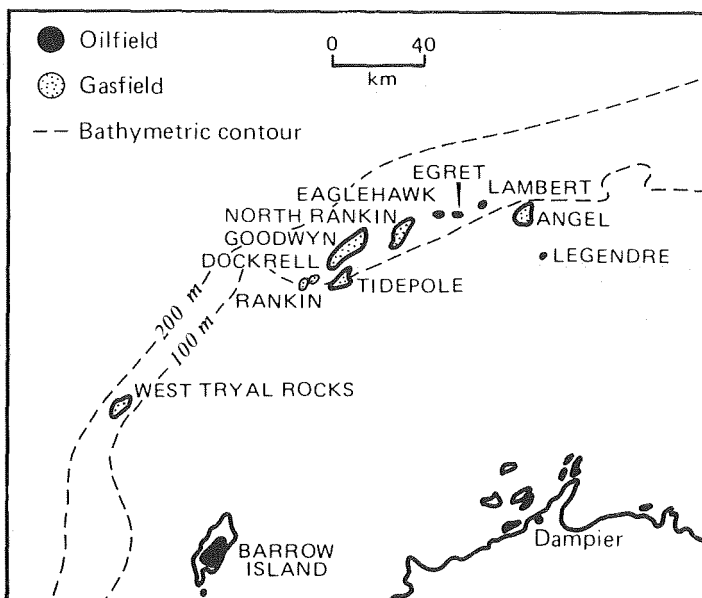 Oilfield
0 40
km
Gasfield
Bathymetric contour
EGRET
EAGLEHAWK
LAMBERT
NORTH RANKIN
ANGEL
GOODWYN
DOCKRELL
LEGENDRE
RANKIN
TIDEPOLE
200 m
100 m
WEST TRYAL ROCKS
Dampier
BARROW
ISLAND